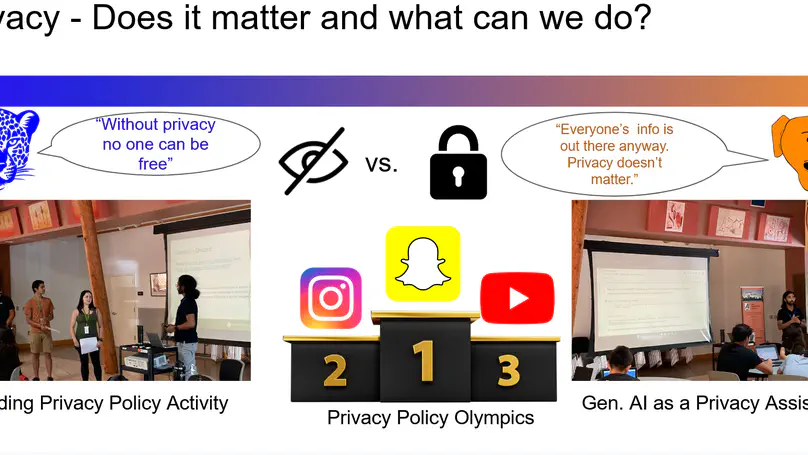 vacy - Does it matter and what can we do?
“Without privacy
no one can be
free”
vs.
“Everyone’s  info is
out there anyway.
Privacy doesn’t
matter.”
2
1
3
ding Privacy Policy Activity
Privacy Policy Olympics
Gen. AI as a Privacy Assis